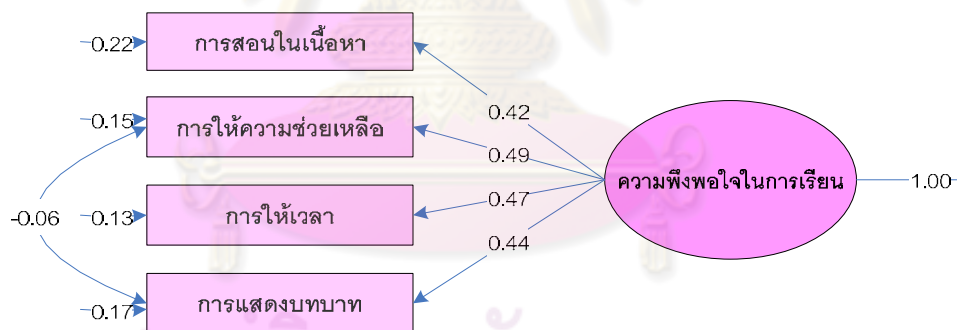 0.22
การสอนในเนื้อหา
0.42
0.15
การให้ความช่วยเหลือ
0.49
ความพึงพอใจในการเรียน
1.00
0.47
-0.06
0.13
การให้เวลา
0.44
0.17
การแสดงบทบาท